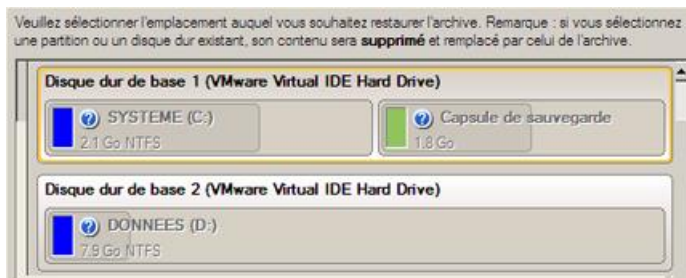 Veuillez sélectionner l'emplacement auquel vous souhaitez restaurer l'archive. Remarque : si vous sélectionnez
une partition ou un disque dur existant, son contenu sera supprimé et remplacé par celui de l'archive.
Disque dur de base 1 (VMware Virtual IDE Hard Drive)
SYSTEME (C:)
2.1 Go NTFS
Capsule de sauvegarde
1.8 Go
Disque dur de base 2 (VMware Virtual IDE Hard Drive)
DONNEES (D:)
7.9 Go NTFS